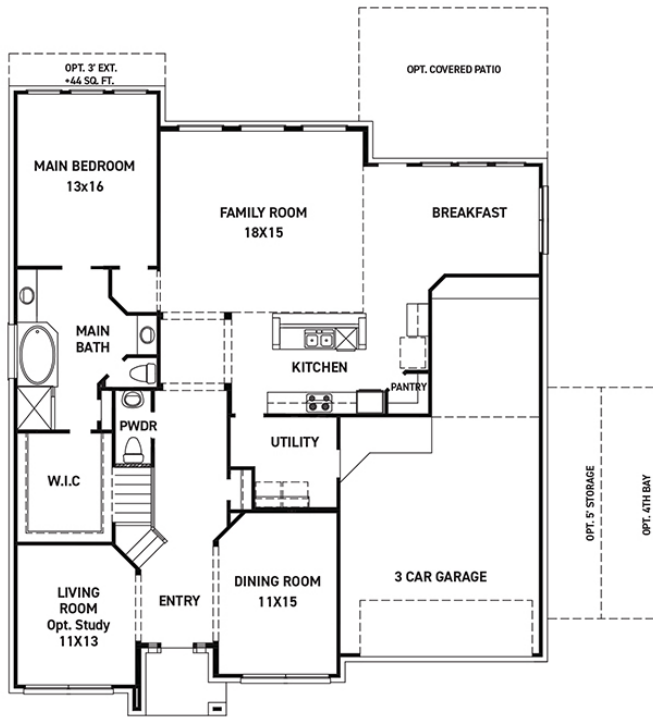 OPT. 3' EXT.
+44 SQ. FT.
OPT. COVERED PATIO
MAIN BEDROOM
13x16
FAMILY ROOM
18X15
BREAKFAST
MAIN
BATH
KITCHEN
PANTRY
PWDR
UTILITY
W.I.C
OPT. 5' STORAGE
OPT. 4TH BAY
LIVING
ROOM
Opt. Study
11X13
ENTRY
DINING ROOM
11X15
3 CAR GARAGE